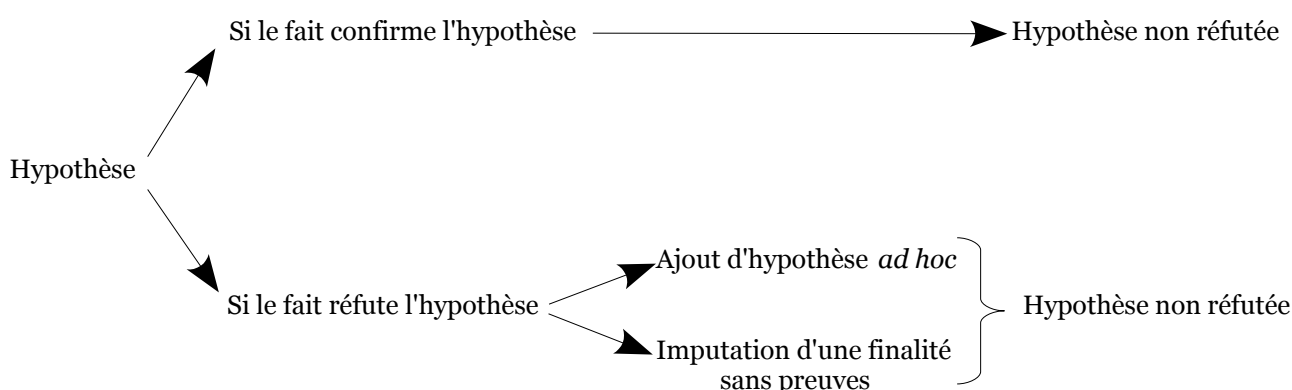 Si le fait confirme l'hypothèse
Hypothèse non réfutée
Hypothèse
Ajout d'hypothèse ad hoc
Si le fait réfute l'hypothèse
Hypothèse non réfutée
Imputation d'une finalité
sans preuves